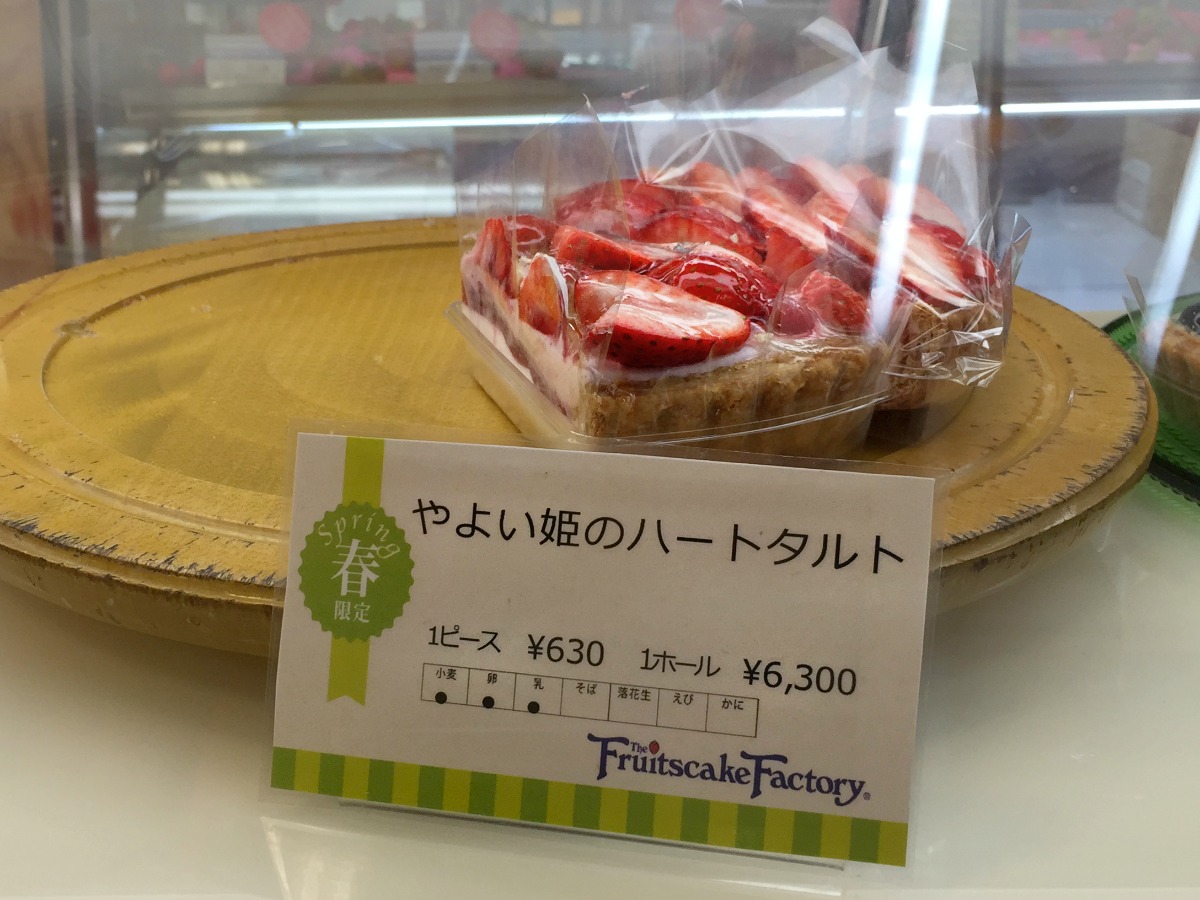 Spring
春
限定
やよい姫のハートタルト
1ピース ¥630 1ホール ¥6,300
小麦 卵 乳 そば 落花生 えび かに
● ● ●
The
FruitscakeFactory®